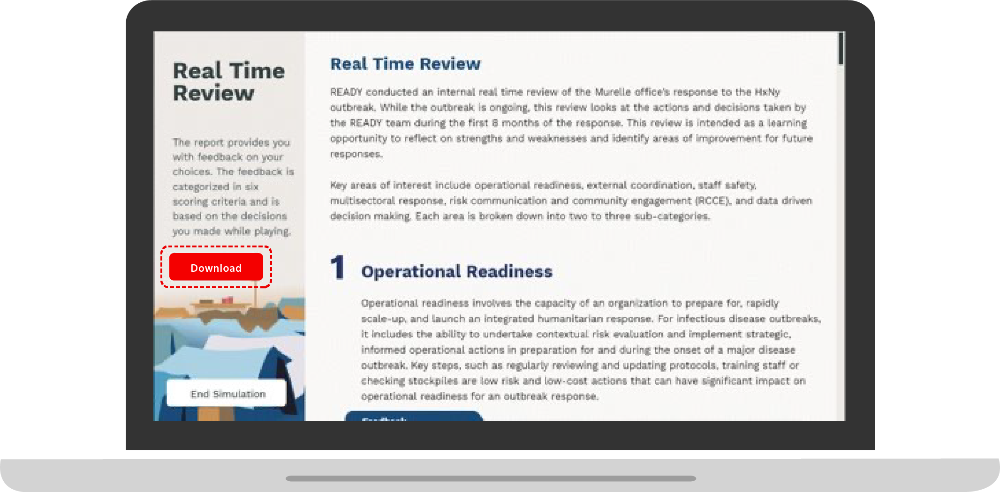 Real Time
Review
The report provides you
with feedback on your
choices. The feedback is
categorized in six
scoring criteria and is
based on the decisions
you made while playing.
Download
End Simulation
Real Time Review
READY conducted an internal real time review of the Murelle office's response to the HxNy
outbreak. While the outbreak is ongoing, this review looks at the actions and decisions taken by
the READY team during the first 8 months of the response. This review is intended as a learning
opportunity to reflect on strengths and weaknesses and identify areas of improvement for future
responses.
Key areas of interest include operational readiness, external coordination, staff safety,
multisectoral response, risk communication and community engagement (RCCE), and data driven
decision making. Each area is broken down into two to three sub-categories.
1 Operational Readiness
Operational readiness involves the capacity of an organization to prepare for, rapidly
scale-up, and launch an integrated humanitarian response. For infectious disease outbreaks,
it includes the ability to undertake contextual risk evaluation and implement strategic,
informed operational actions in preparation for and during the onset of a major disease
outbreak. Key steps, such as regularly reviewing and updating protocols, training staff or
checking stockpiles are low risk and low-cost actions that can have significant impact on
operational readiness for an outbreak response.
Feedback